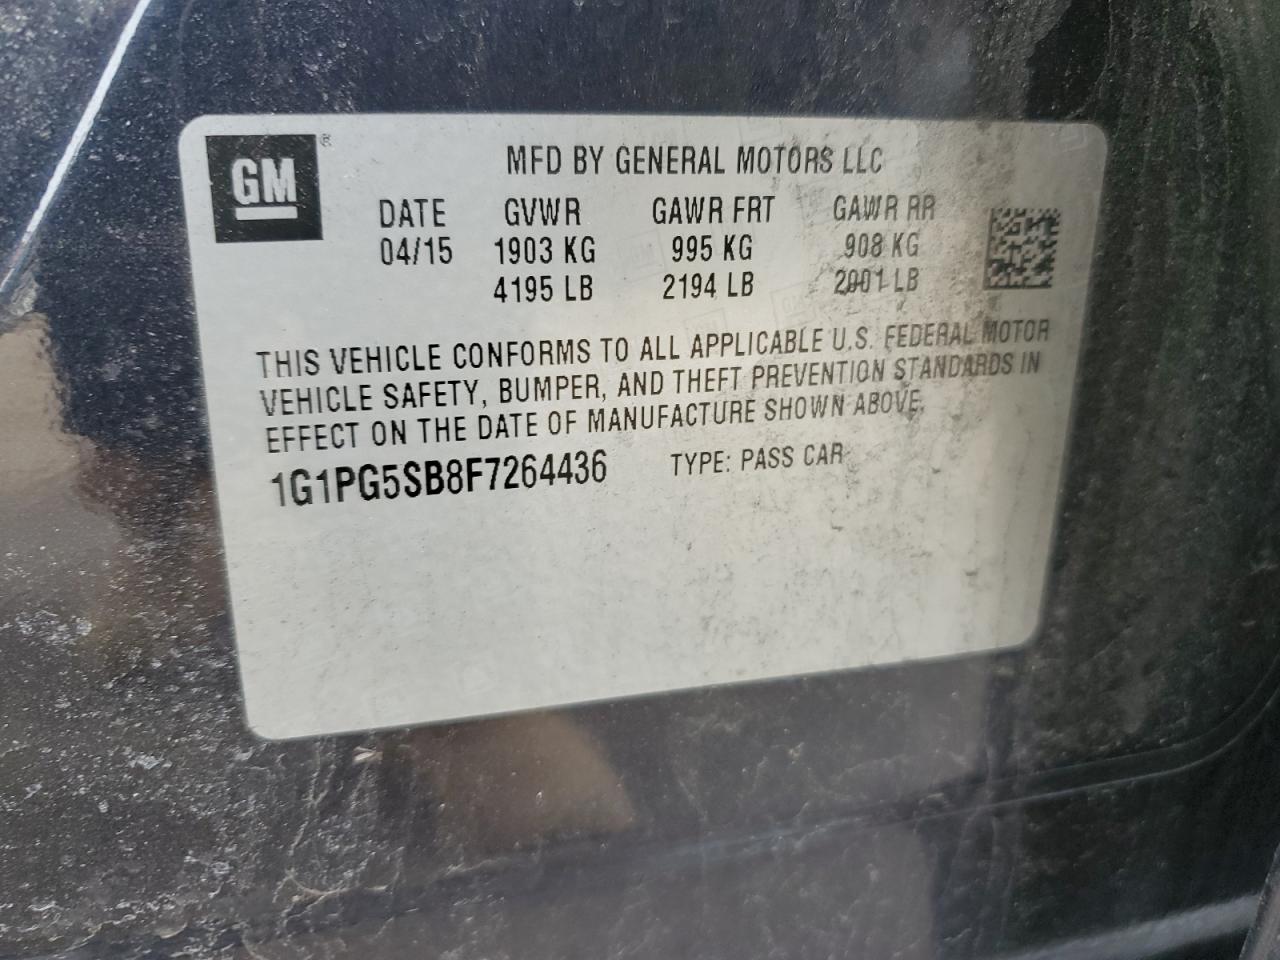 GM ®
MFD BY GENERAL MOTORS LLC
DATE GVWR GAWR FRT GAWR RR
04/15 1903 KG 995 KG 908 KG
4195 LB 2194 LB 2001 LB
THIS VEHICLE CONFORMS TO ALL APPLICABLE U.S. FEDERAL MOTOR
VEHICLE SAFETY, BUMPER, AND THEFT PREVENTION STANDARDS IN
EFFECT ON THE DATE OF MANUFACTURE SHOWN ABOVE.
1G1PG5SB8F7264436 TYPE: PASS CAR